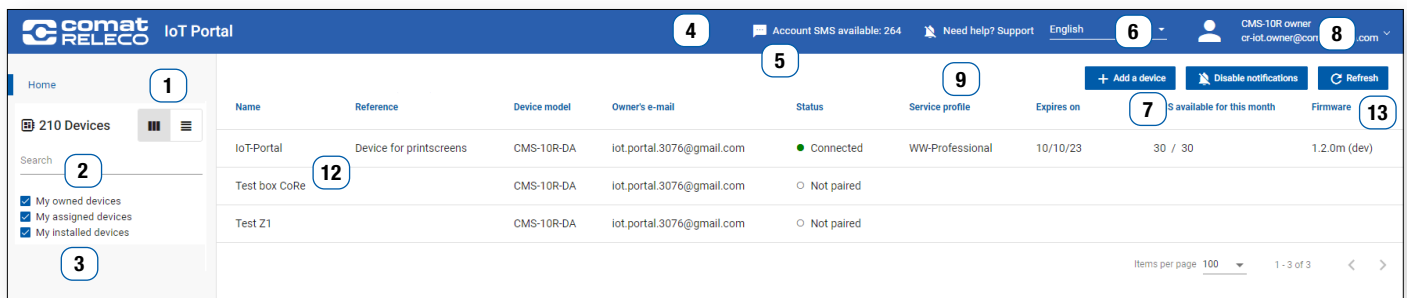 comat
RELECO
IoT Portal
4
Account SMS available: 264
Need help? Support
English
6
CMS-10R owner
cr-iot.owner@con
.com
8
5
Home
1
9
+ Add a device
Disable notifications
Refresh
210 Devices
Name
Reference
Device model
Owner's e-mail
Status
Service profile
Expires on
7
S available for this month
Firmware
13
Search
2
IoT-Portal
Device for printscreens
CMS-10R-DA
iot.portal.3076@gmail.com
Connected
WW-Professional
10/10/23
30 / 30
1.2.0m (dev)
12
Test box CoRe
CMS-10R-DA
iot.portal.3076@gmail.com
Not paired
My owned devices
My assigned devices
My installed devices
Test Z1
CMS-10R-DA
iot.portal.3076@gmail.com
Not paired
3
Items per page
100
1 - 3 of 3